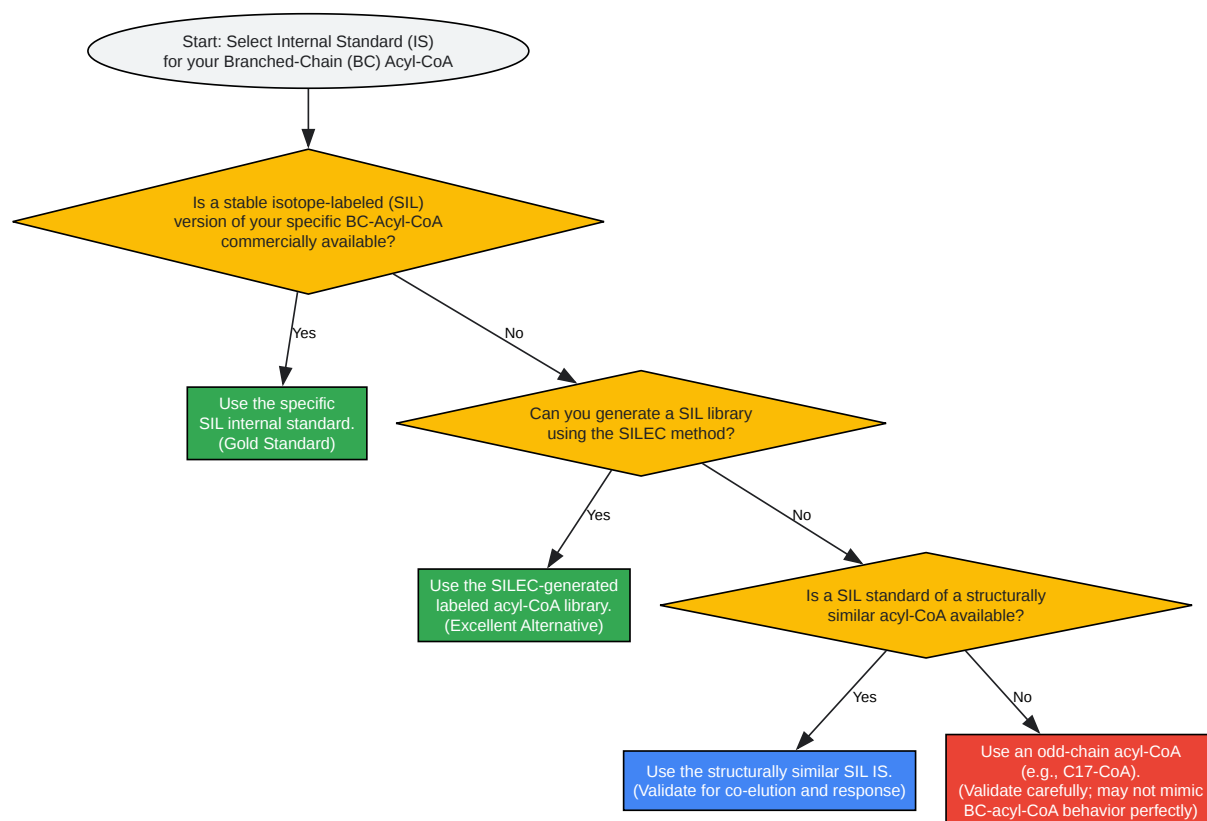 Start: Select Internal Standard (IS)
for your Branched-Chain (BC) Acyl-CoA
Is a stable isotope-labeled (SIL)
version of your specific BC-Acyl-CoA
commercially available?
Yes
No
Use the specific
SIL internal standard.
(Gold Standard)
Can you generate a SIL library
using the SILEC method?
Yes
No
Use the SILEC-generated
labeled acyl-CoA library.
(Excellent Alternative)
Is a SIL standard of a structurally
similar acyl-CoA available?
Yes
No
Use the structurally similar SIL IS.
(Validate for co-elution and response)
Use an odd-chain acyl-CoA
(e.g., C17-CoA).
(Validate carefully; may not mimic
BC-acyl-CoA behavior perfectly)